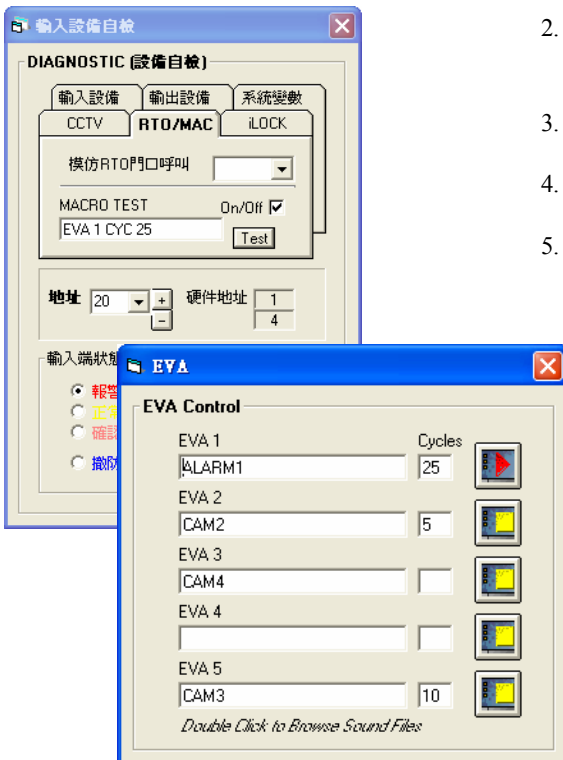 輸入設備自檢
DIAGNOSTIC (設備自檢)
輸入設備 輸出設備 系統變數
CCTV RTO/MAC iLOCK
模仿RTO門口呼叫
MACRO TEST On/Off
EVA 1 CYC 25 Test
地址 20 + - 硬件地址 1
4
輸入端狀態
報警
正常
確認
撤防
EVA
EVA Control
EVA 1 Cycles
ALARM1 25
EVA 2
CAM2 5
EVA 3
CAM4
EVA 4
EVA 5
CAM3 10
Double Click to Browse Sound Files
2.
3.
4.
5.